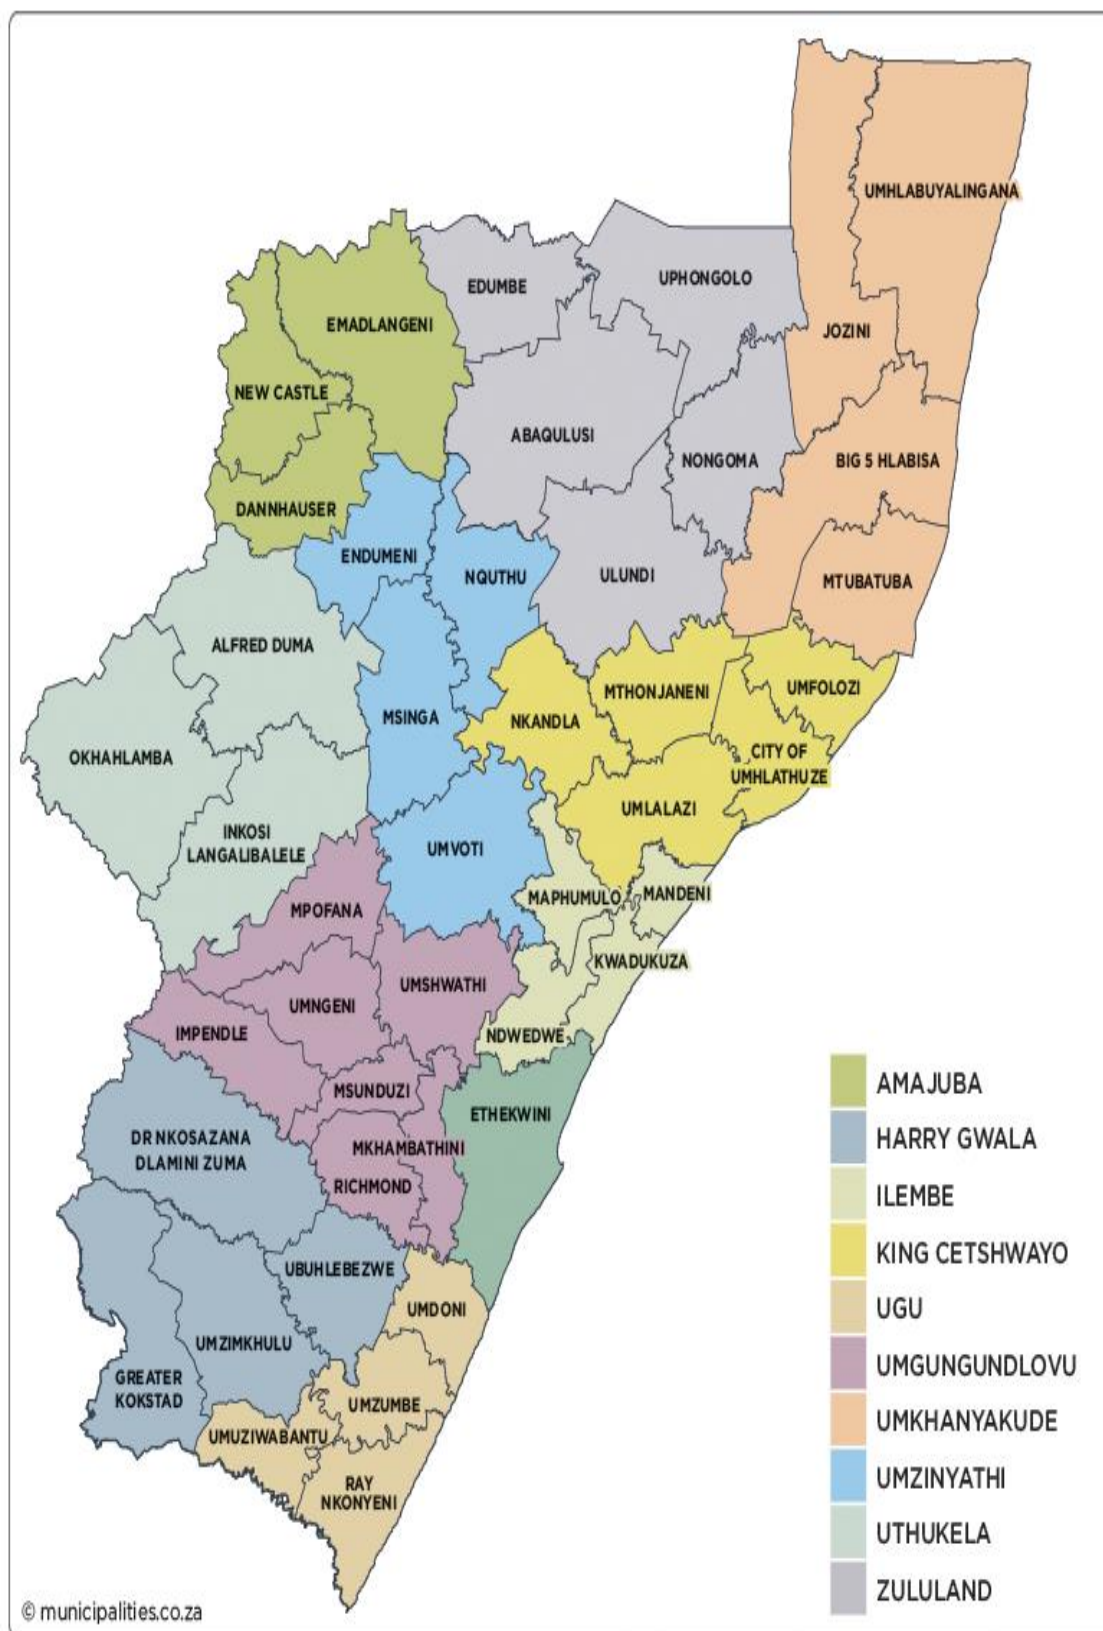 UMHLABUYALINGANA
EDUMBE
UPHONGOLO
EMADLANGENI
JOZINI
NEW CASTLE
ABAQULUSI
NONGOMA
BIG 5 HLABISA
DANNHAUSER
ENDUMENI
NQUTHU
ULUNDI
MTUBATUBA
ALFRED DUMA
MTHONJANENI
UMFOLOZI
MSINGA
NKANDLA
OKHAHLAMBA
CITY OF
UMHLATHUZE
UMLALAZI
INKOSI
LANGALIBALELE
UMVOTI
MAPHUMULO
MANDENI
MPOFANA
KWADUKUZA
UMSHWATHI
UMNGENI
IMPENDLE
NDWEDWE
MSUNDUZI
ETHEKWINI
DR NKOSAZANA
DLAMINI ZUMA
MKHAMBATHINI
RICHMOND
UBUHLEBEZWE
UMDONI
UMZIMKHULU
GREATER
KOKSTAD
UMZUMBE
UMUZIWABANTU
RAY
NKONYENI
AMAJUBA
HARRY GWALA
ILEMBE
KING CETSHWAYO
UGU
UMGUNGUNDLOVU
UMKHANYAKUDE
UMZINYATHI
UTHUKELA
ZULULAND
© municipalities.co.za